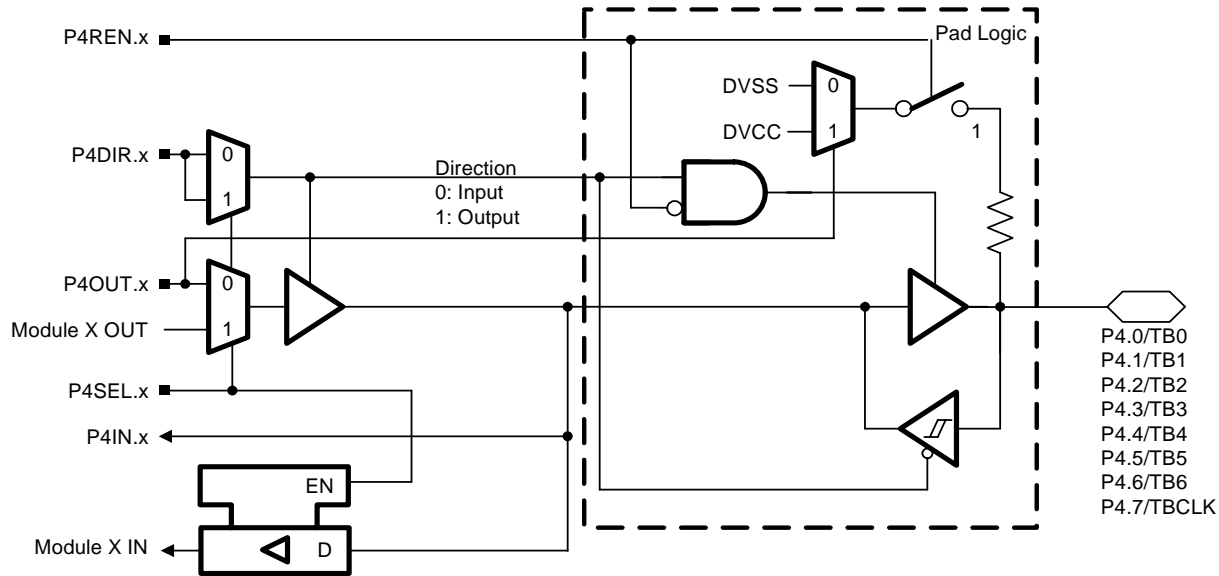 P4REN.x
Pad Logic
DVSS
0
DVCC
1
1
P4DIR.x
0
1
Direction
0: Input
1: Output
P4OUT.x
0
Module X OUT
1
P4SEL.x
P4IN.x
EN
D
Module X IN
P4.0/TB0
P4.1/TB1
P4.2/TB2
P4.3/TB3
P4.4/TB4
P4.5/TB5
P4.6/TB6
P4.7/TBCLK